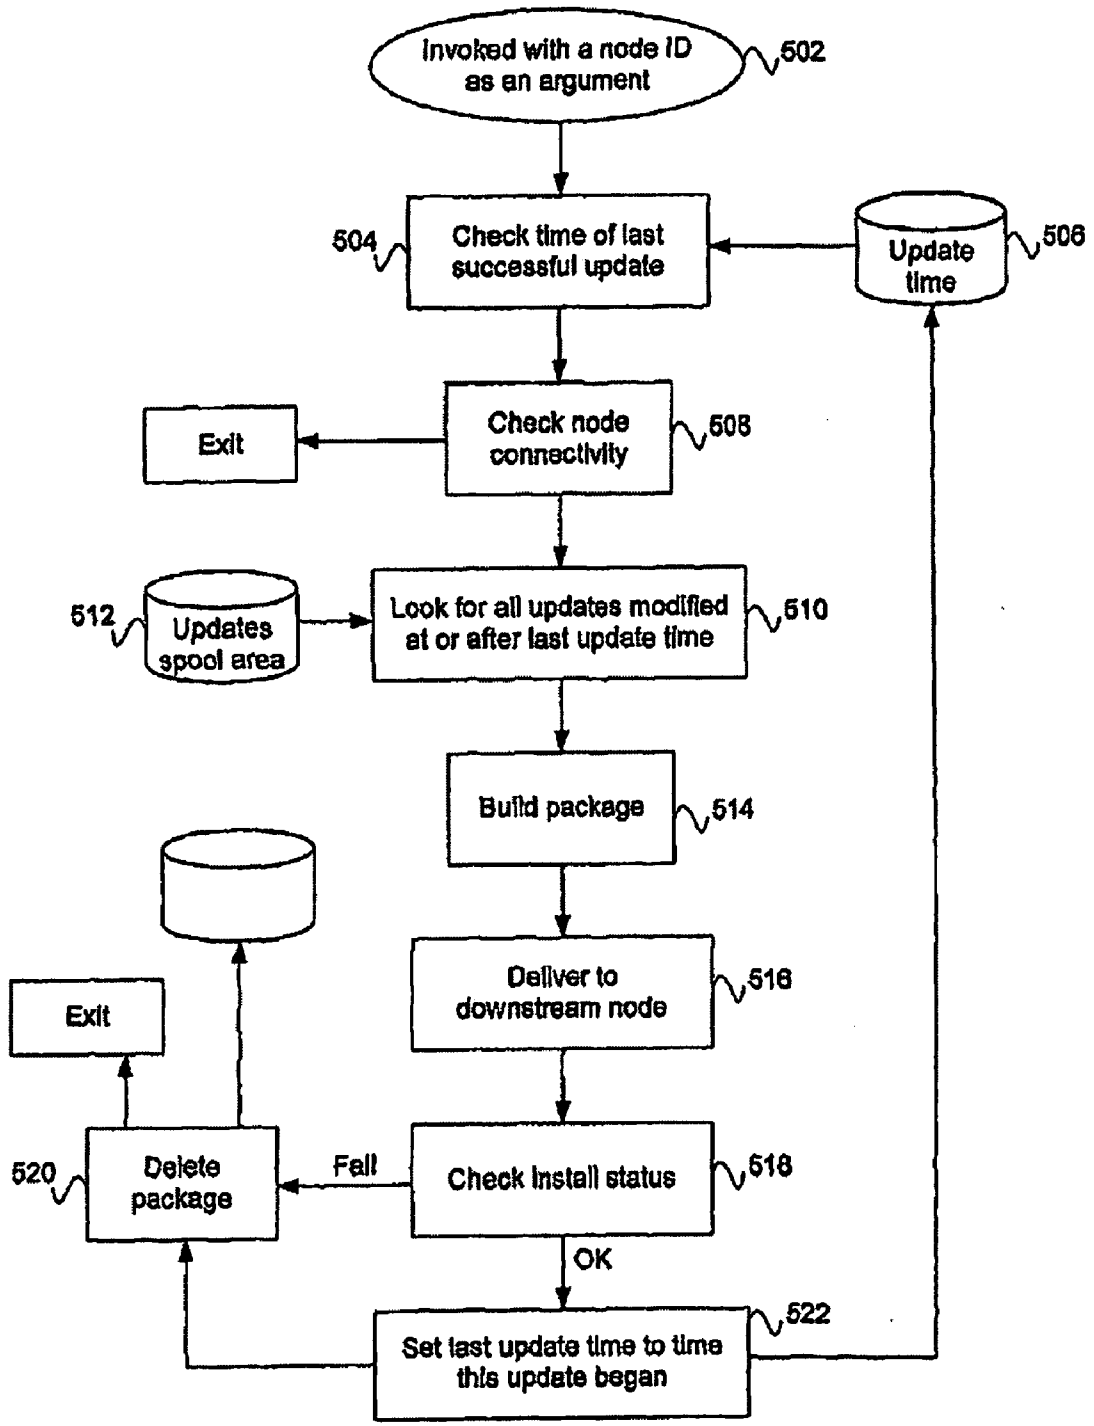 Invoked with a node ID
as an argument
502
504
Check time of last
successful update
Update
time
506
Exit
Check node
connectivity
508
512
Updates
spool area
Look for all updates modified
at or after last update time
510
Build package
514
Deliver to
downstream node
516
Exit
520
Delete
package
Fail
Check install status
518
OK
522
Set last update time to time
this update began